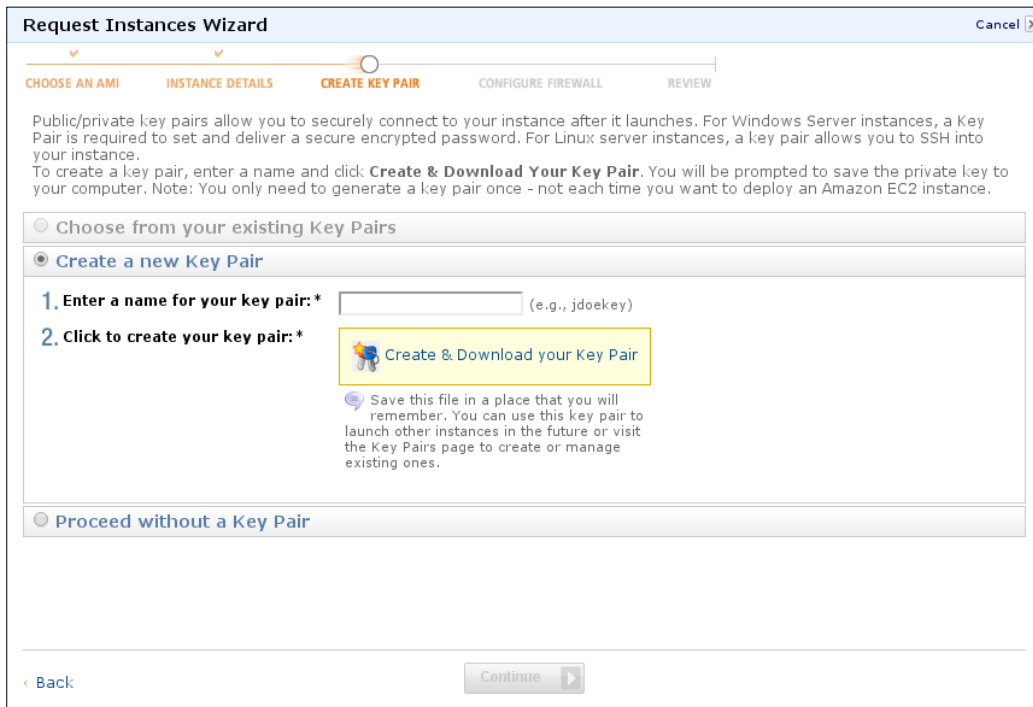 Request Instances Wizard
Cancel
CHOOSE AN AMI INSTANCE DETAILS CREATE KEY PAIR CONFIGURE FIREWALL REVIEW
Public/private key pairs allow you to securely connect to your instance after it launches. For Windows Server instances, a Key
Pair is required to set and deliver a secure encrypted password. For Linux server instances, a key pair allows you to SSH into
your instance.
To create a key pair, enter a name and click Create & Download Your Key Pair. You will be prompted to save the private key to
your computer. Note: You only need to generate a key pair once - not each time you want to deploy an Amazon EC2 instance.
Choose from your existing Key Pairs
Create a new Key Pair
1. Enter a name for your key pair:* (e.g., jdoekey)
2. Click to create your key pair:*
Create & Download your Key Pair
Save this file in a place that you will
remember. You can use this key pair to
launch other instances in the future or visit
the Key Pairs page to create or manage
existing ones.
Proceed without a Key Pair
Back
Continue